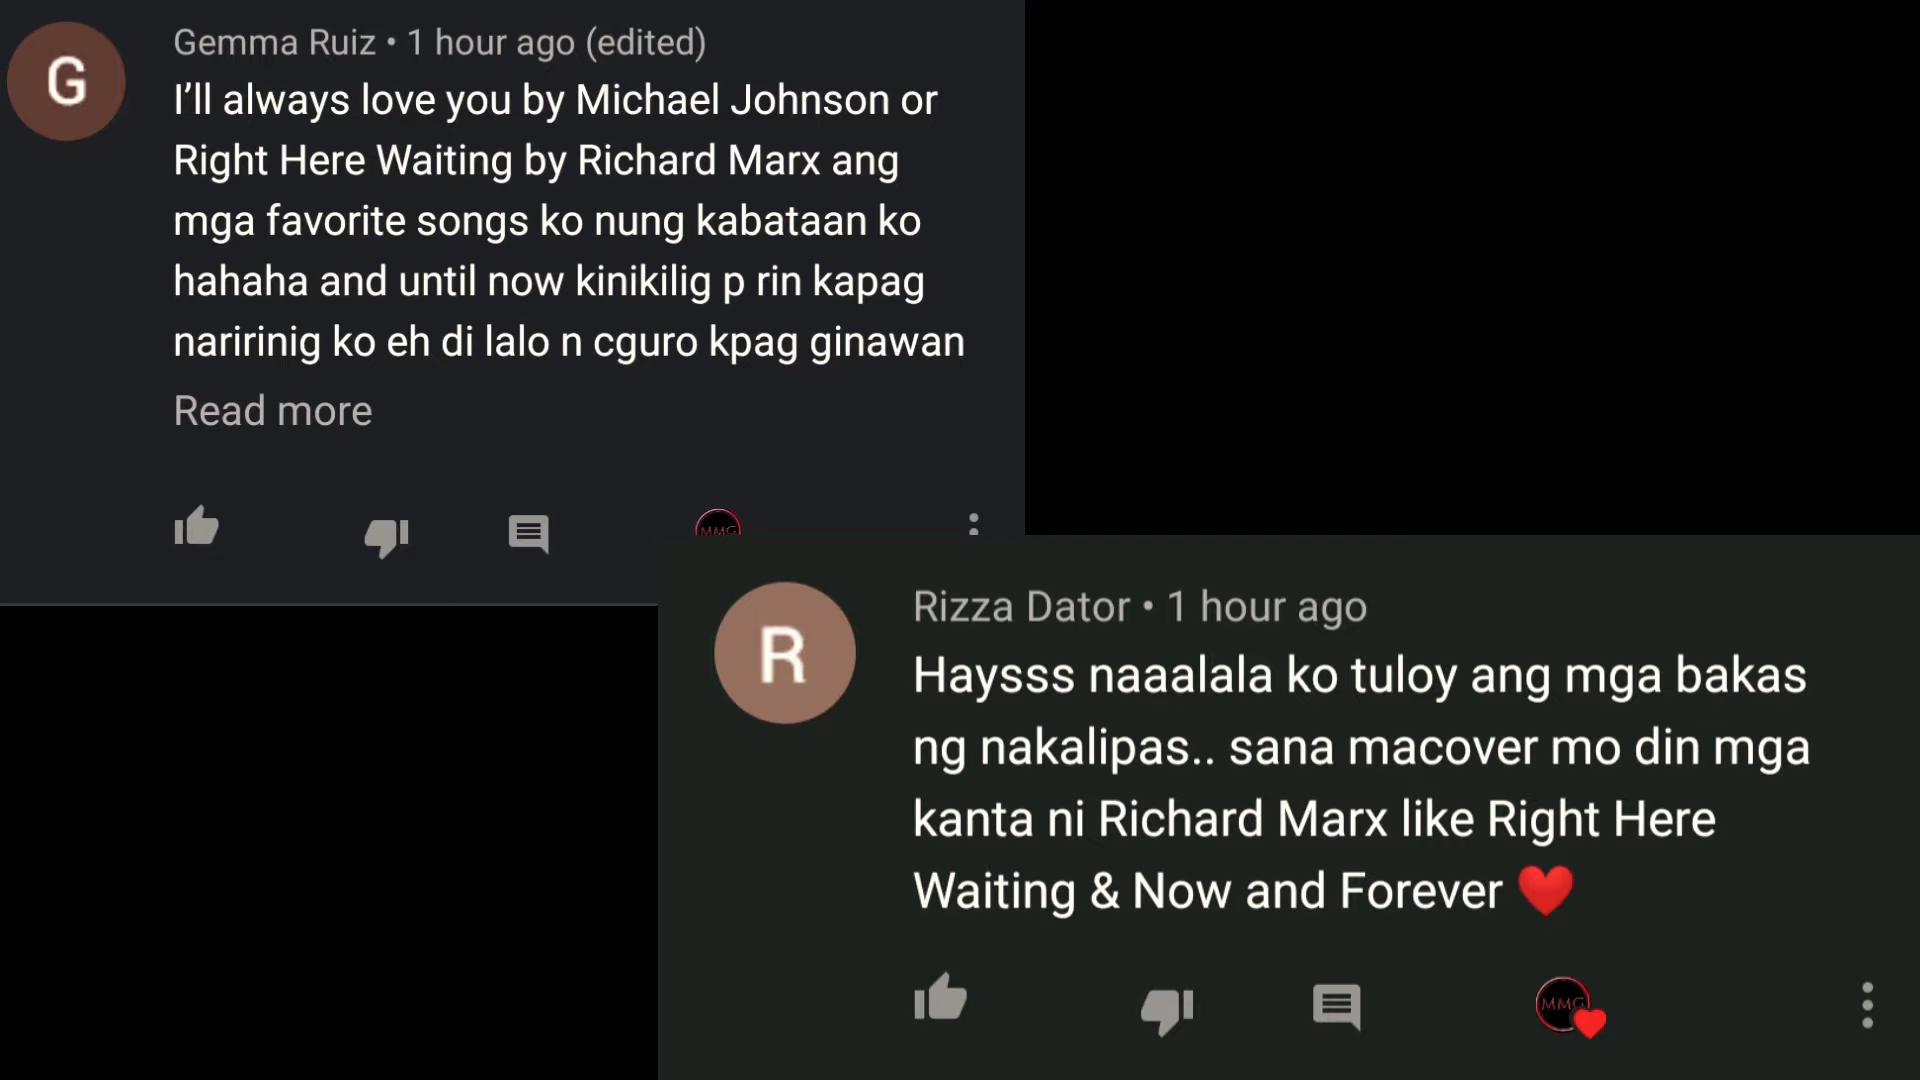 G
Gemma Ruiz • 1 hour ago (edited)
I’ll always love you by Michael Johnson or
Right Here Waiting by Richard Marx ang
mga favorite songs ko nung kabataan ko
hahaha and until now kinikilig p rin kapag
naririnig ko eh di lalo n cguro kpag ginawan
Read more
MMG
R
Rizza Dator • 1 hour ago
Haysss naaalala ko tuloy ang mga bakas
ng nakalipas.. sana macover mo din mga
kanta ni Richard Marx like Right Here
Waiting & Now and Forever ❤️
MMG